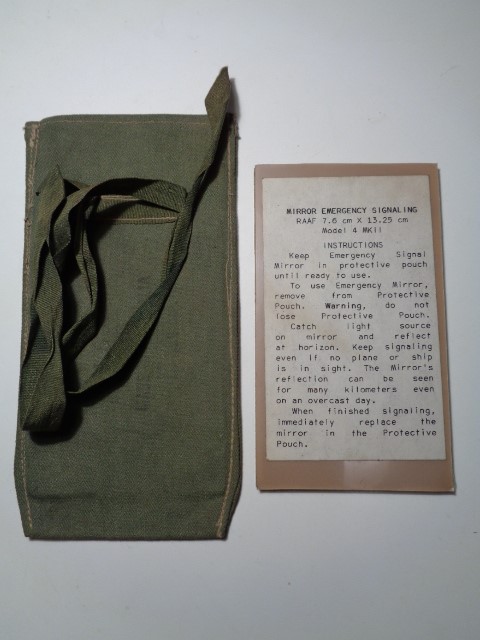 MIRROR EMERGENCY SIGNALING
RAAF 7.6 cm X 13.25 cm
Model 4 MKII
INSTRUCTIONS
Keep Emergency Signal
Mirror in protective pouch
until ready to use.
To use Emergency Mirror,
remove from Protective
Pouch. Warning, do not
lose Protective Pouch.
Catch light source
on mirror and reflect
at horizon. Keep signaling
even if no plane or ship
is in sight. The Mirror's
reflection can be seen
for many kilometers even
on an overcast day.
When finished signaling,
immediately replace the
mirror in the Protective
Pouch.